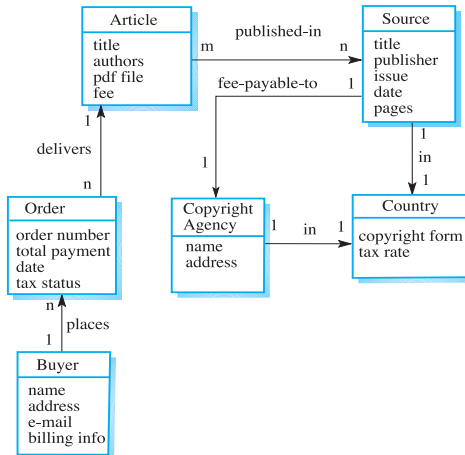 Article
title
authors
pdf file
fee
m
published-in
n
Source
title
publisher
issue
date
pages
fee-payable-to
1
1
delivers
n
1
1
in
1
Order
order number
total payment
date
tax status
Copyright
Agency
name
address
1
in
1
Country
copyright form
tax rate
n
places
1
Buyer
name
address
e-mail
billing info